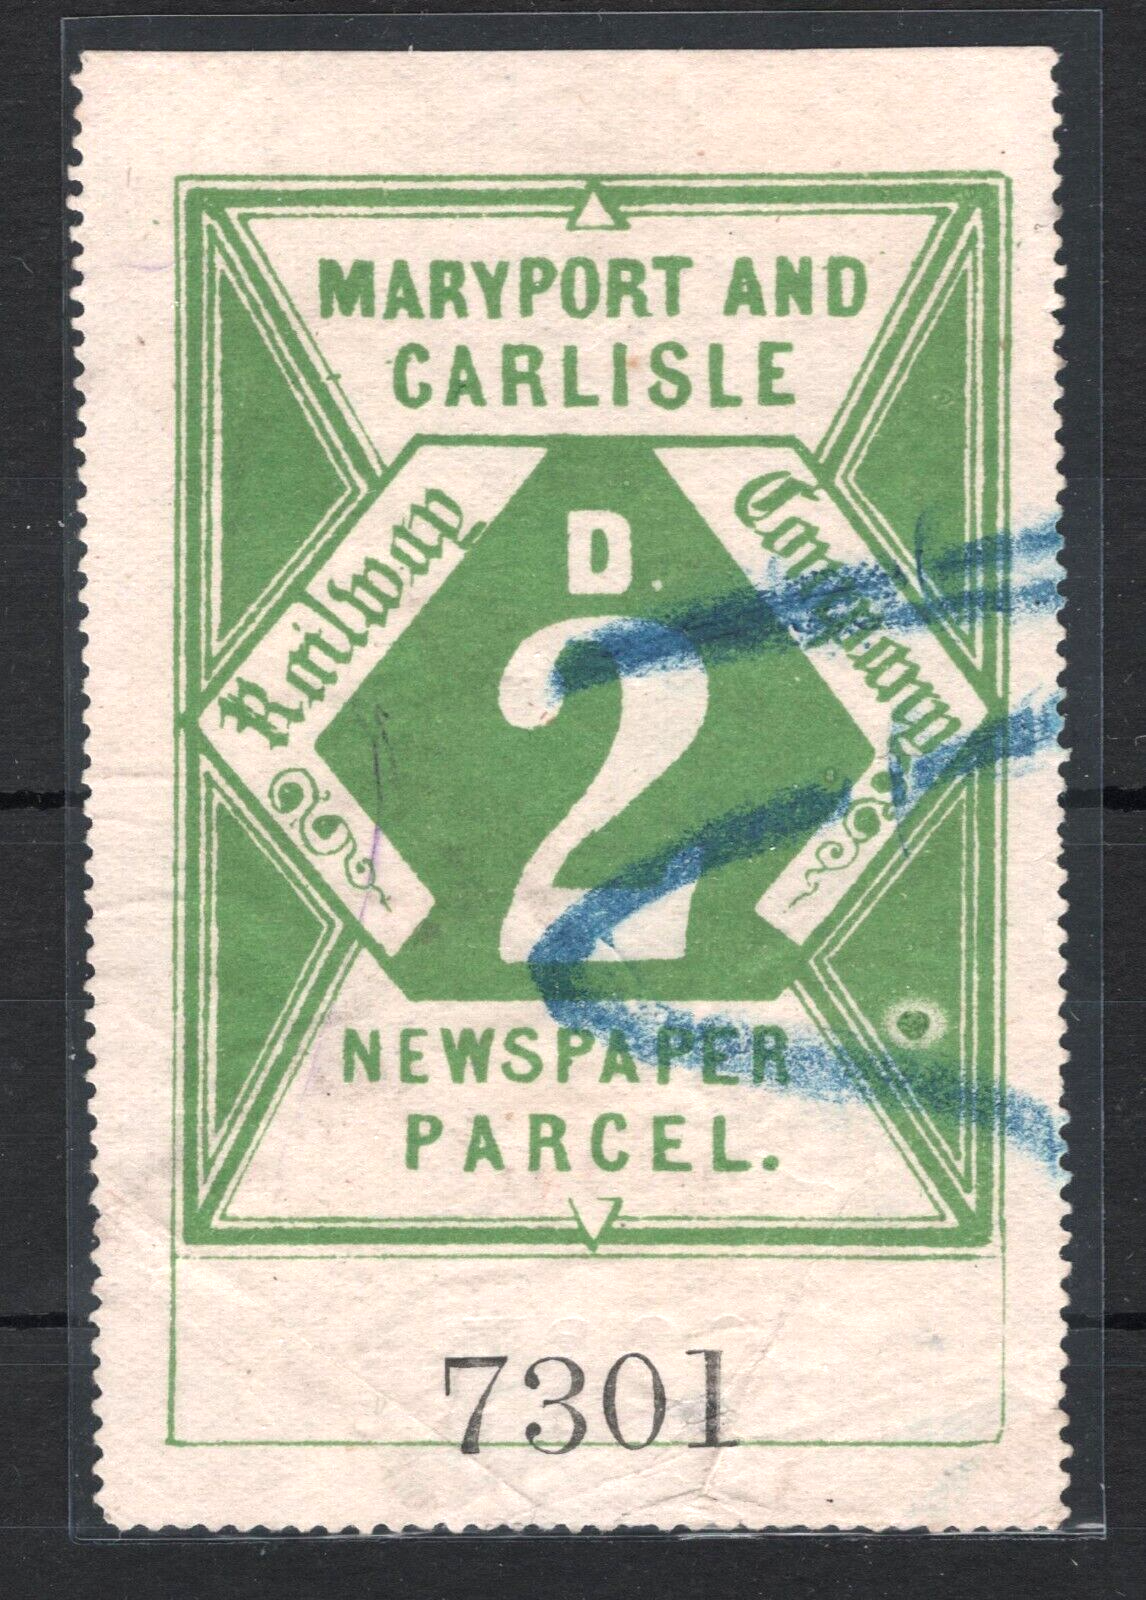 MARYPORT AND
CARLISLE
Railway
Company
D.
2
NEWSPAPER
PARCEL.
7301